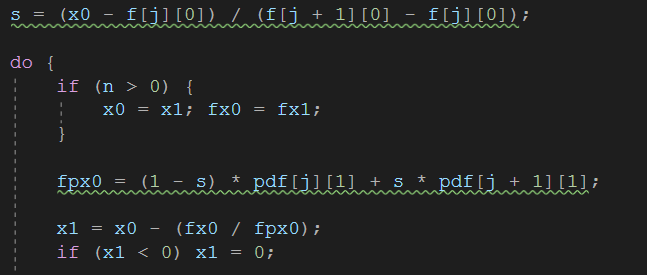 s = (x0 - f[j][0]) / (f[j + 1][0] - f[j][0]);
do {
if (n > 0) {
x0 = x1; fx0 = fx1;
}
fpx0 = (1 - s) * pdf[j][1] + s * pdf[j + 1][1];
x1 = x0 - (fx0 / fpx0);
if (x1 < 0) x1 = 0;